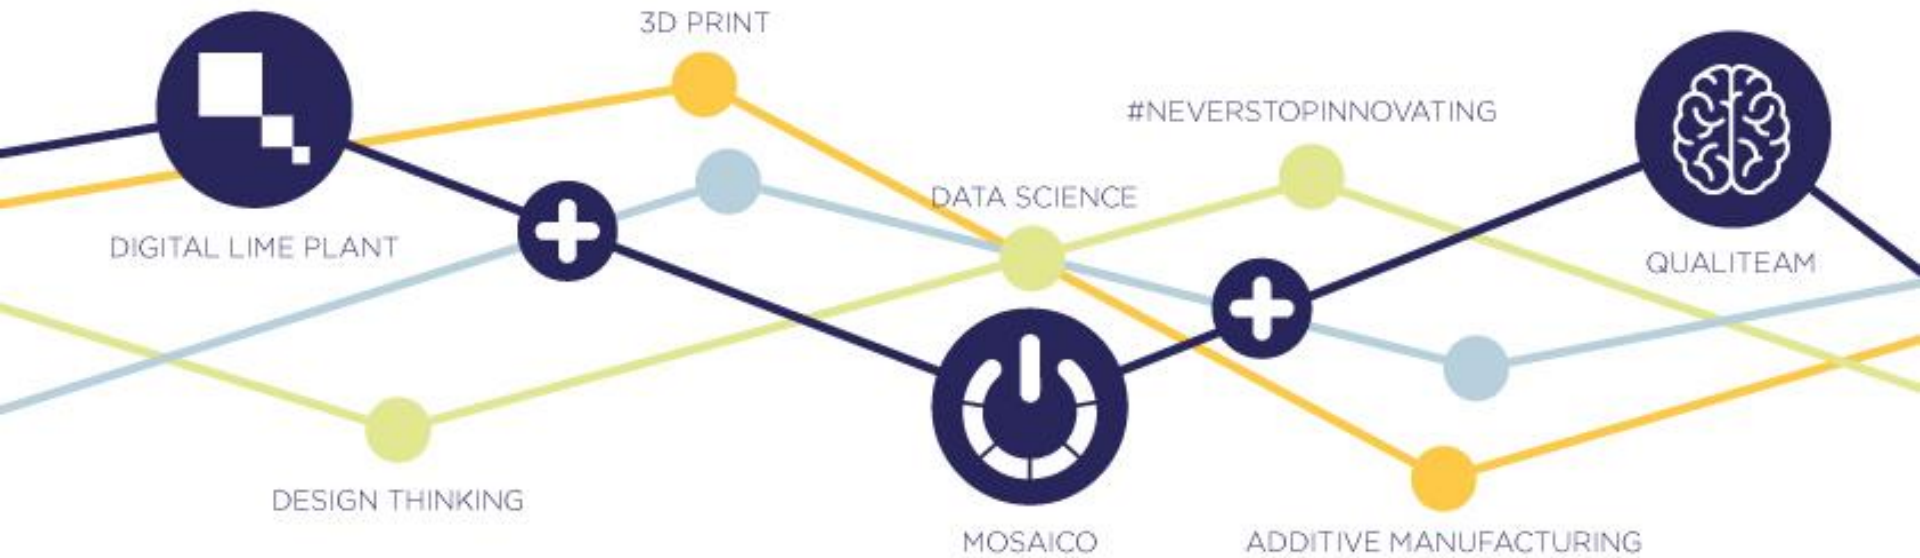 3D PRINT
#NEVERSTOPINNOVATING
DATA SCIENCE
DIGITAL LIME PLANT
QUALITEAM
DESIGN THINKING
MOSAICO
ADDITIVE MANUFACTURING